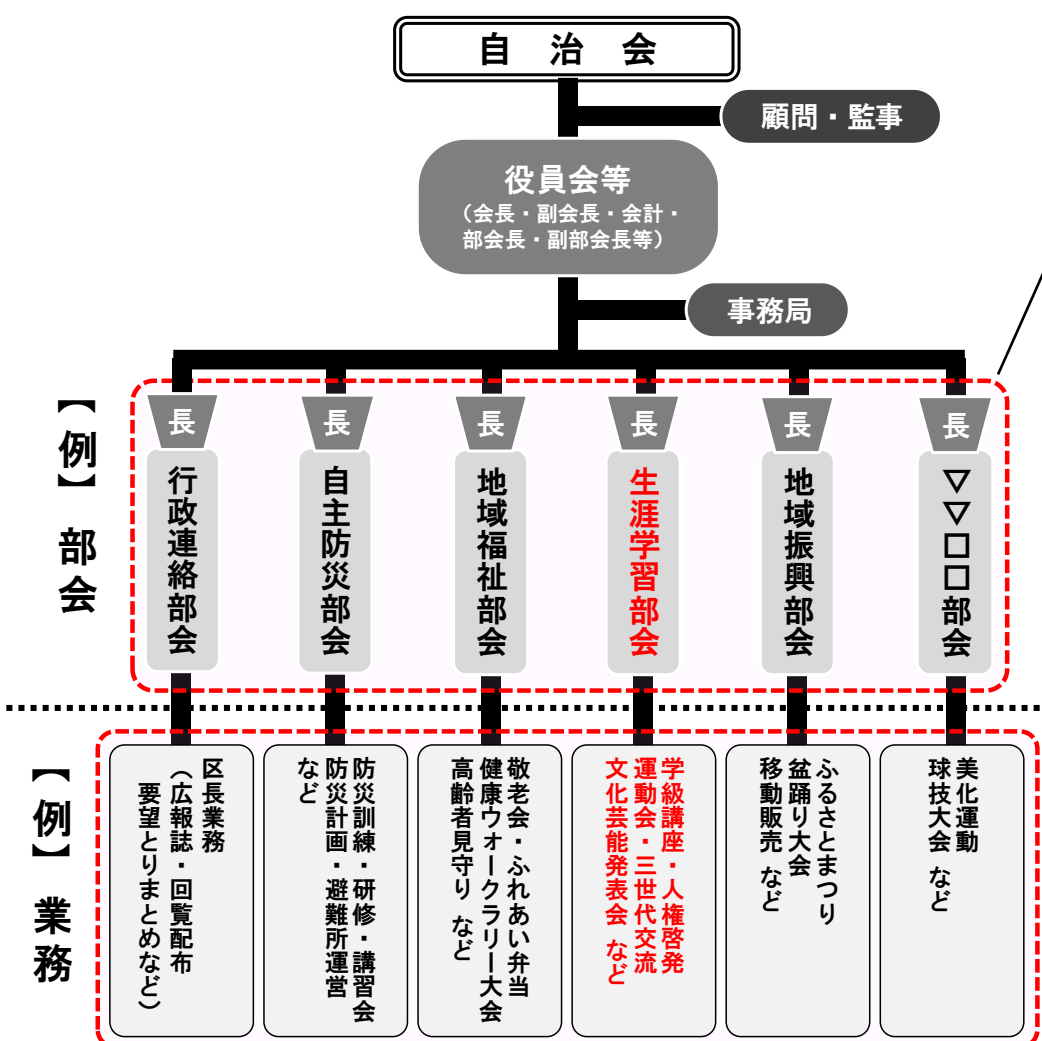 自治会
顧問・監事
役員会等
（会長・副会長・会計・
部会長・副部会長等）
事務局
【例】部会
長
行政連絡部会
長
自主防災部会
長
地域福祉部会
長
生涯学習部会
長
地域振興部会
長
▽▽□□部会
【例】業務
区長業務
（広報誌・回覧配布
要望とりまとめなど）
防災訓練・研修・講習会
防災計画・避難所運営
など
敬老会・ふれあい弁当
健康ウォークラリー大会
高齢者見守り など
学級講座・人権啓発
運動会・三世代交流
文化芸能発表会 など
ふるさとまつり
盆踊り大会
移動販売 など
美化運動
球技大会 など